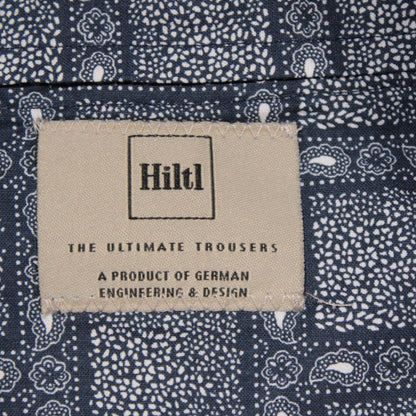 Hiltl
THE ULTIMATE TROUSERS
A PRODUCT OF GERMAN
ENGINEERING & DESIGN